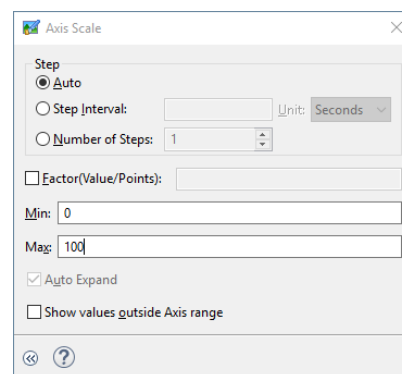 Axis Scale
Step
Auto
Step Interval: Unit: Seconds
Number of Steps: 1
Factor(Value/Points):
Min: 0
Max: 100
Auto Expand
Show values outside Axis range
?